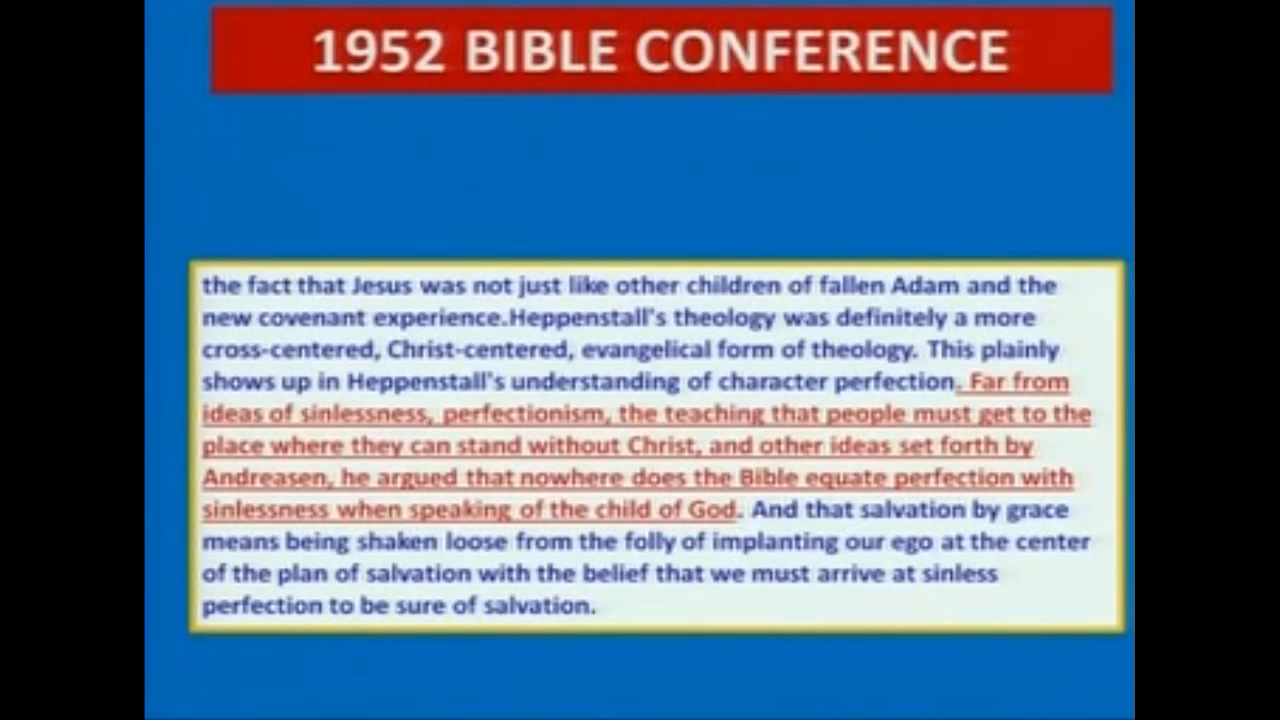 1952 BIBLE CONFERENCE
the fact that Jesus was not just like other children of fallen Adam and the
new covenant experience.Heppenstall's theology was definitely a more
cross-centered, Christ-centered, evangelical form of theology. This plainly
shows up in Heppenstall's understanding of character perfection. Far from
ideas of sinlessness, perfectionism, the teaching that people must get to the
place where they can stand without Christ, and other ideas set forth by
Andreasen, he argued that nowhere does the Bible equate perfection with
sinlessness when speaking of the child of God. And that salvation by grace
means being shaken loose from the folly of implanting our ego at the center
of the plan of salvation with the belief that we must arrive at sinless
perfection to be sure of salvation.